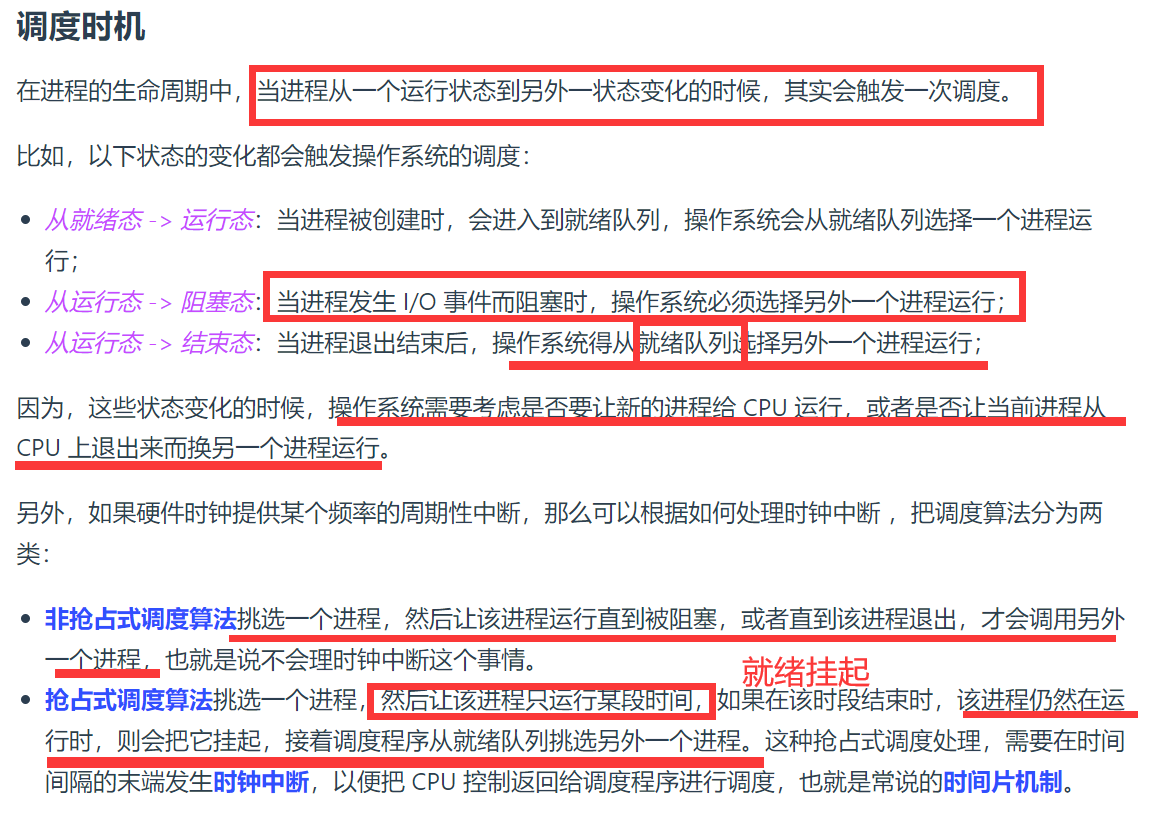 调度时机
在进程的生命周期中，当进程从一个运行状态到另外一状态变化的时候，其实会触发一次调度。
比如，以下状态的变化都会触发操作系统的调度：
从就绪态 -> 运行态：当进程被创建时，会进入到就绪队列，操作系统会从就绪队列选择一个进程运
行；
从运行态 -> 阻塞态：当进程发生 I/O 事件而阻塞时，操作系统必须选择另外一个进程运行；
从运行态 -> 结束态：当进程退出结束后，操作系统得从就绪队列选择另外一个进程运行；
因为，这些状态变化的时候，操作系统需要考虑是否要让新的进程给 CPU 运行，或者是否让当前进程从
CPU 上退出来而换另一个进程运行。
另外，如果硬件时钟提供某个频率的周期性中断，那么可以根据如何处理时钟中断 ，把调度算法分为两
类：
非抢占式调度算法挑选一个进程，然后让该进程运行直到被阻塞，或者直到该进程退出，才会调用另外
一个进程，也就是说不会理时钟中断这个事情。
就绪挂起
抢占式调度算法挑选一个进程，然后让该进程只运行某段时间，如果在该时段结束时，该进程仍然在运
行时，则会把它挂起，接着调度程序从就绪队列挑选另外一个进程。这种抢占式调度处理，需要在时间
间隔的末端发生时钟中断，以便把 CPU 控制返回给调度程序进行调度，也就是常说的时间片机制。